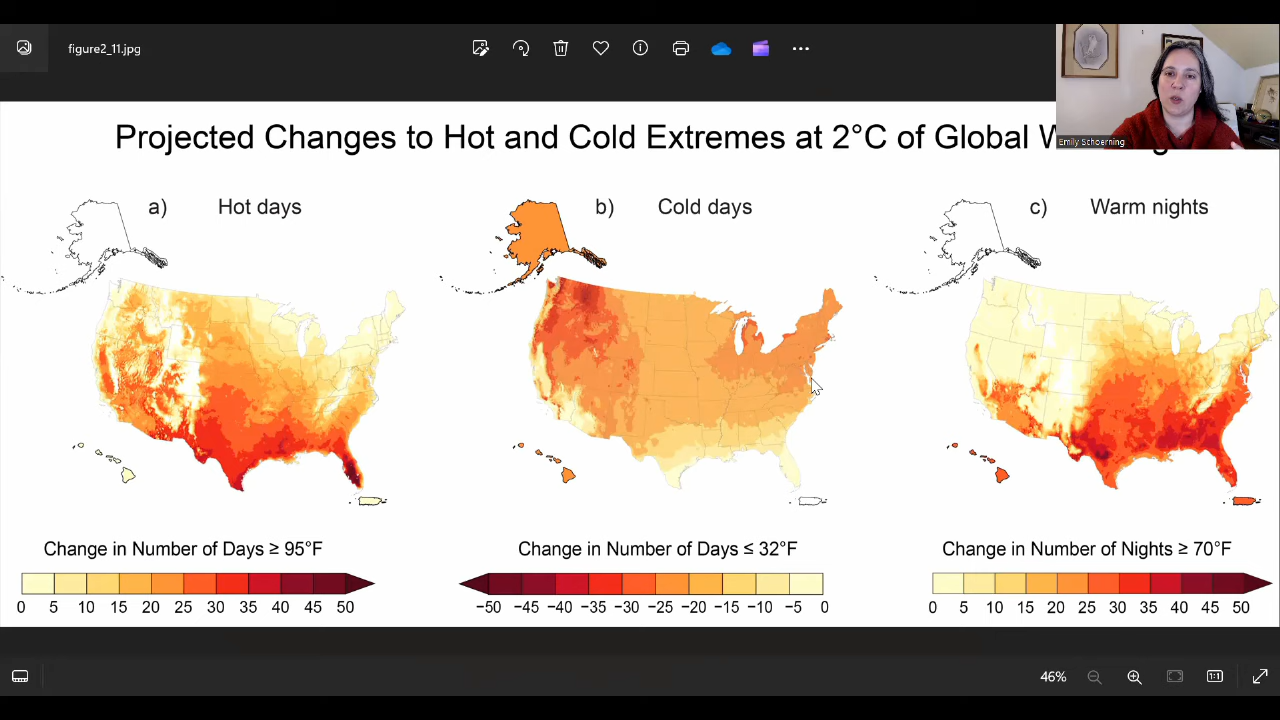 figure2_11.jpg
Emily Schoerning
Projected Changes to Hot and Cold Extremes at 2°C of Global
a) Hot days
b) Cold days
c) Warm nights
Change in Number of Days ≥ 95°F
0 5 10 15 20 25 30 35 40 45 50
Change in Number of Days ≤ 32°F
−50 −45 −40 −35 −30 −25 −20 −15 −10 −5 0
Change in Number of Nights ≥ 70°F
0 5 10 15 20 25 30 35 40 45 50
46%
1:1